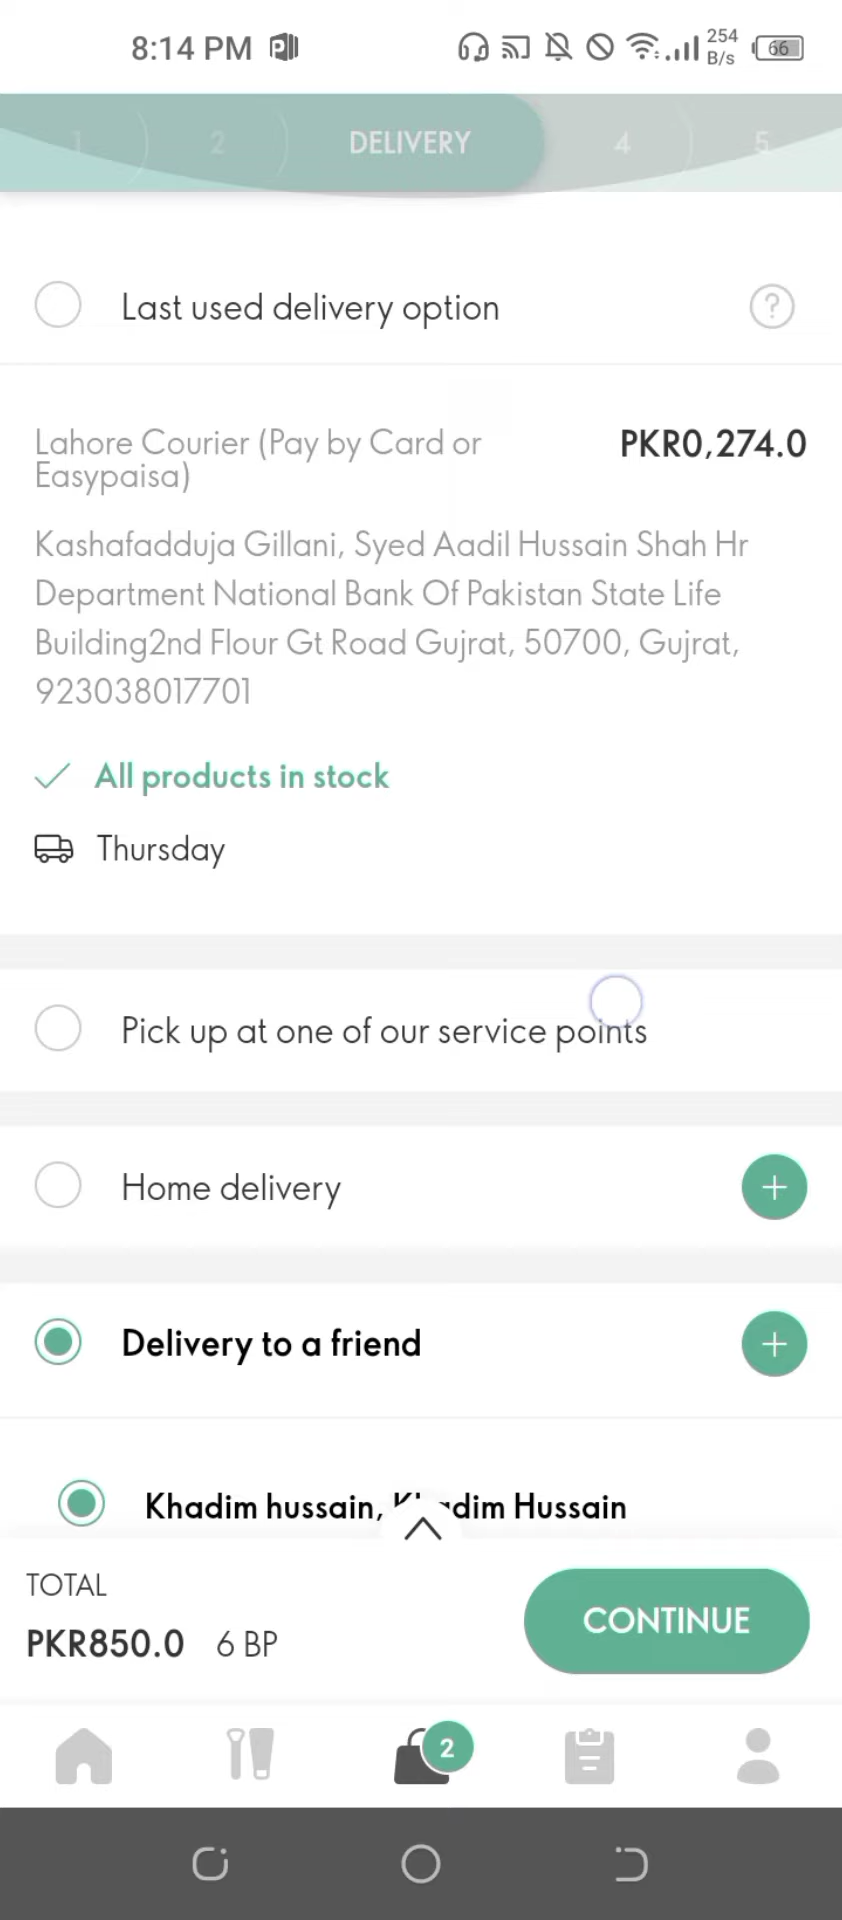 8:14 PM
254
B/s
66
1
2
DELIVERY
4
5
Last used delivery option
?
Lahore Courier (Pay by Card or
Easypaisa)
PKR0,274.0
Kashafadduja Gillani, Syed Aadil Hussain Shah Hr
Department National Bank Of Pakistan State Life
Building2nd Flour Gt Road Gujrat, 50700, Gujrat,
923038017701
All products in stock
Thursday
Pick up at one of our service points
Home delivery
Delivery to a friend
Khadim hussain, Khadim Hussain
TOTAL
PKR850.0 6 BP
CONTINUE
2